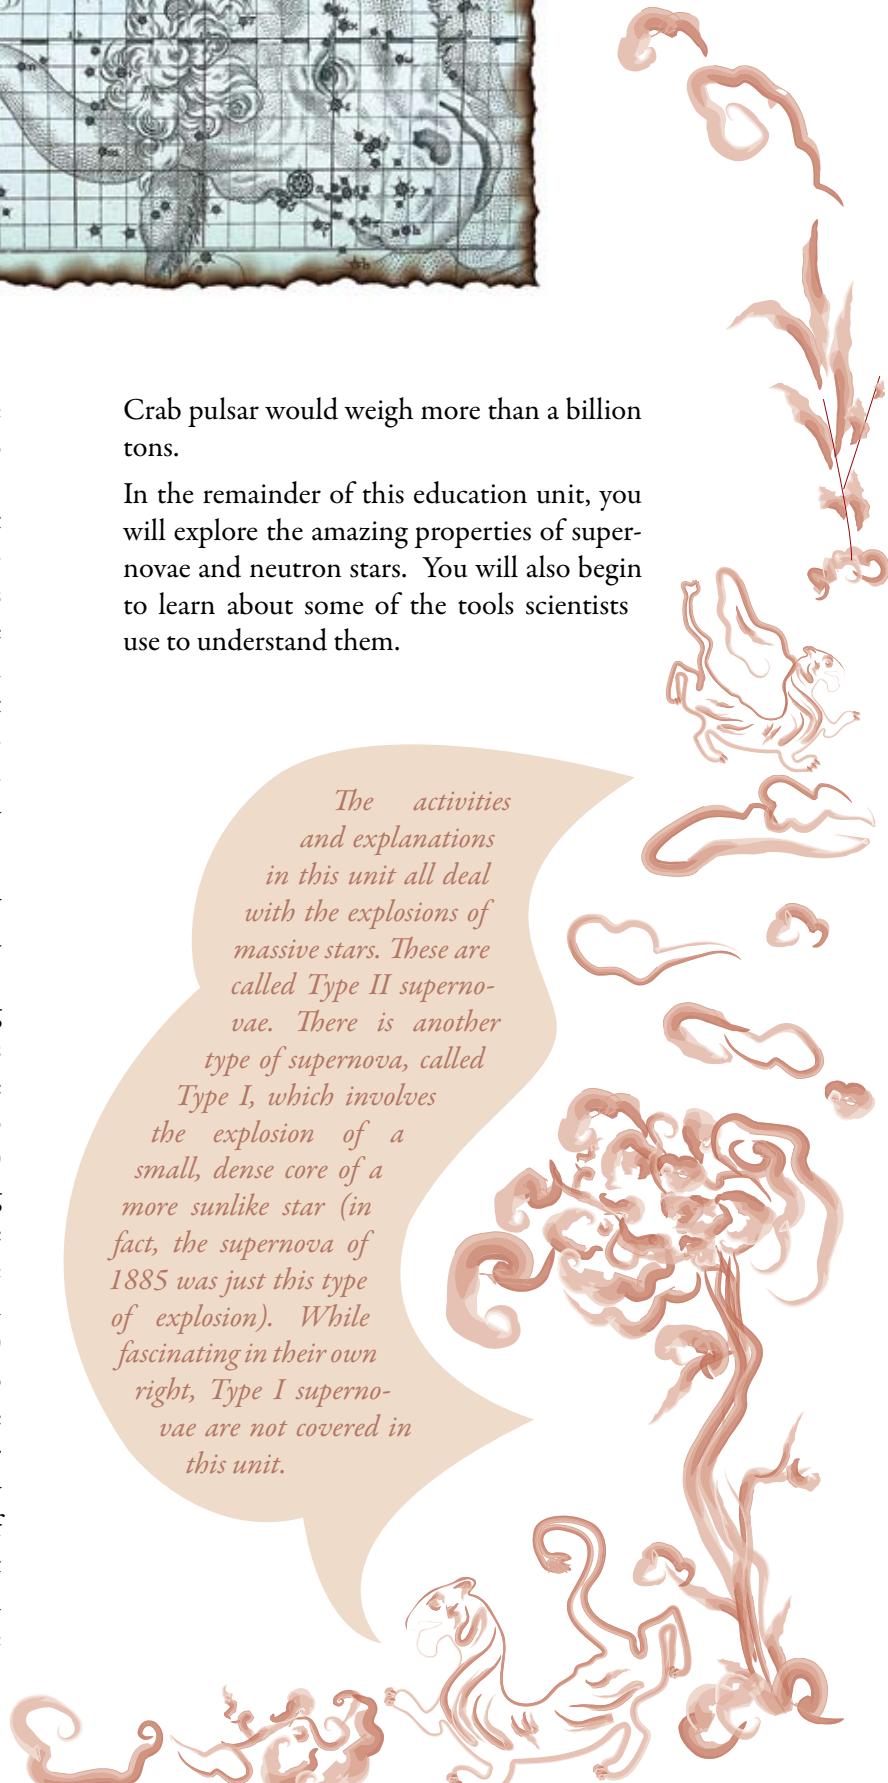 Crab pulsar would weigh more than a billion
tons.
In the remainder of this education unit, you
will explore the amazing properties of super-
novae and neutron stars. You will also begin
to learn about some of the tools scientists
use to understand them.
The activities
and explanations
in this unit all deal
with the explosions of
massive stars. These are
called Type II superno-
vae. There is another
type of supernova, called
Type I, which involves
the explosion of a
small, dense core of a
more sunlike star (in
fact, the supernova of
1885 was just this type
of explosion). While
fascinating in their own
right, Type I superno-
vae are not covered in
this unit.